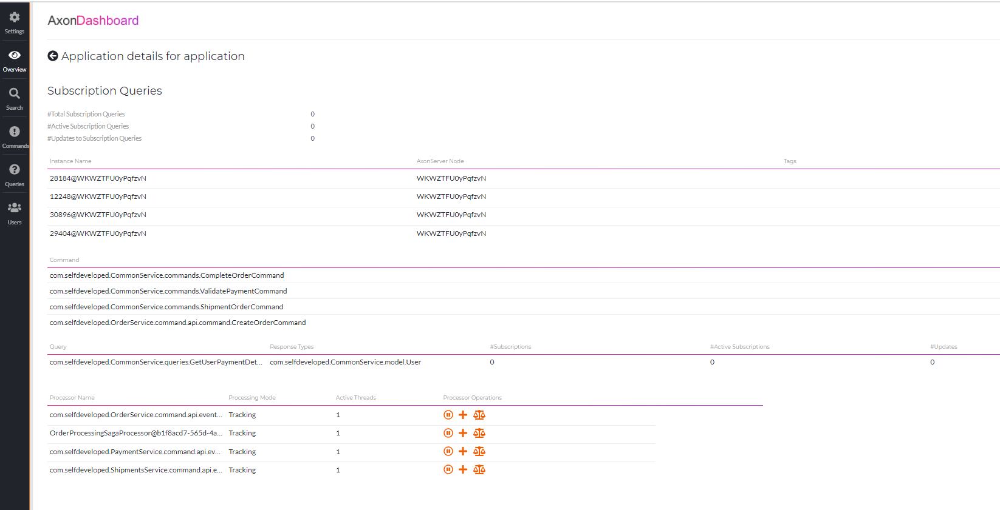 AxonDashboard
Settings
Overview
Search
Commands
Queries
Users
Application details for application
Subscription Queries
#Total Subscription Queries 0
#Active Subscription Queries 0
#Updates to Subscription Queries 0
Instance Name AxonServer Node Tags
28184@WKWZTFU0yPqfzvN WKWZTFU0yPqfzvN
12248@WKWZTFU0yPqfzvN WKWZTFU0yPqfzvN
30896@WKWZTFU0yPqfzvN WKWZTFU0yPqfzvN
29404@WKWZTFU0yPqfzvN WKWZTFU0yPqfzvN
Command
com.selfdeveloped.CommonService.commands.CompleteOrderCommand
com.selfdeveloped.CommonService.commands.ValidatePaymentCommand
com.selfdeveloped.CommonService.commands.ShipmentOrderCommand
com.selfdeveloped.OrderService.command.api.command.CreateOrderCommand
Query Response Types #Subscriptions #Active Subscriptions #Updates
com.selfdeveloped.CommonService.queries.GetUserPaymentDet... com.selfdeveloped.CommonService.model.User 0 0 0
Processor Name Processing Mode Active Threads Processor Operations
com.selfdeveloped.OrderService.command.api.event... Tracking 1
OrderProcessingSagaProcessor@b1f8acd7-565d-4a... Tracking 1
com.selfdeveloped.PaymentService.command.api.ev... Tracking 1
com.selfdeveloped.ShipmentsService.command.api.e... Tracking 1